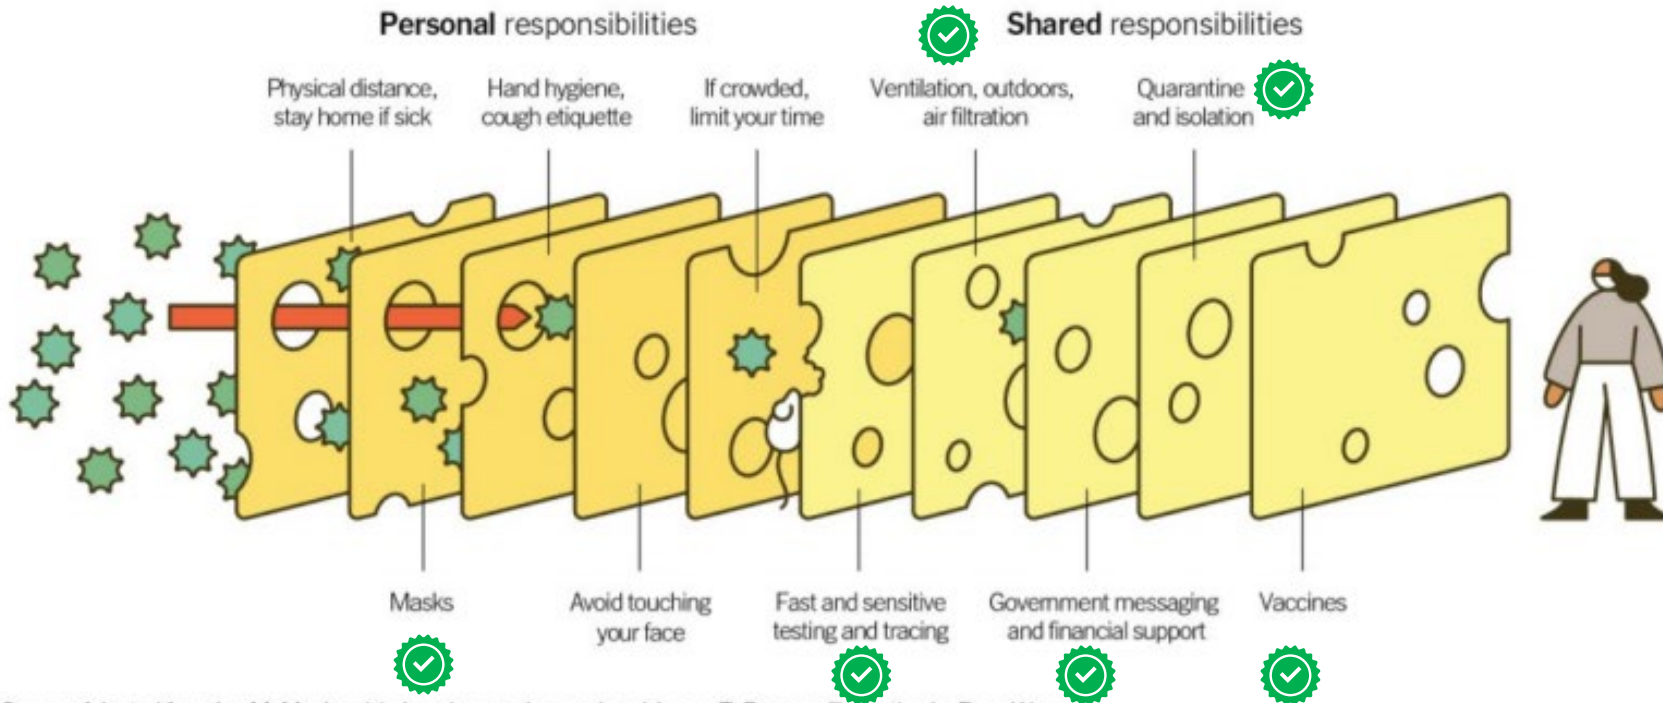 Personal responsibilities
Shared responsibilities
Physical distance,
stay home if sick
Hand hygiene,
cough etiquette
If crowded,
limit your time
Ventilation, outdoors,
air filtration
Quarantine
and isolation
Masks
Avoid touching
your face
Fast and sensitive
testing and tracing
Government messaging
and financial support
Vaccines